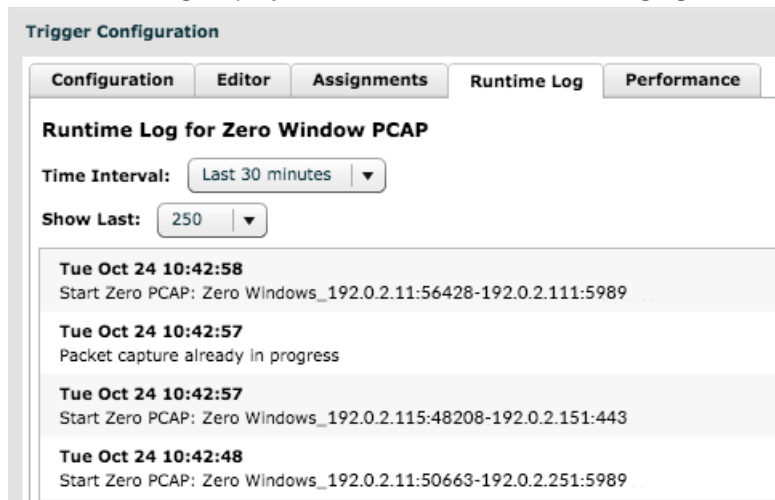 Trigger Configuration
Configuration Editor Assignments Runtime Log Performance
Runtime Log for Zero Window PCAP
Time Interval: Last 30 minutes
Show Last: 250
Tue Oct 24 10:42:58
Start Zero PCAP: Zero Windows_192.0.2.11:56428-192.0.2.111:5989
Tue Oct 24 10:42:57
Packet capture already in progress
Tue Oct 24 10:42:57
Start Zero PCAP: Zero Windows_192.0.2.115:48208-192.0.2.151:443
Tue Oct 24 10:42:48
Start Zero PCAP: Zero Windows_192.0.2.11:50663-192.0.2.251:5989